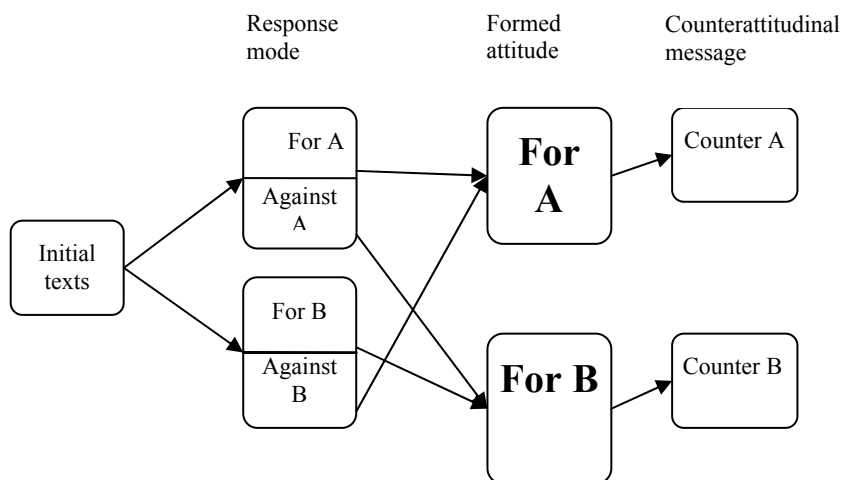 Response
mode
Formed
attitude
Counterattitudinal
message
Initial
texts
For A
Against
A
For B
Against
B
For
A
For B
Counter A
Counter B